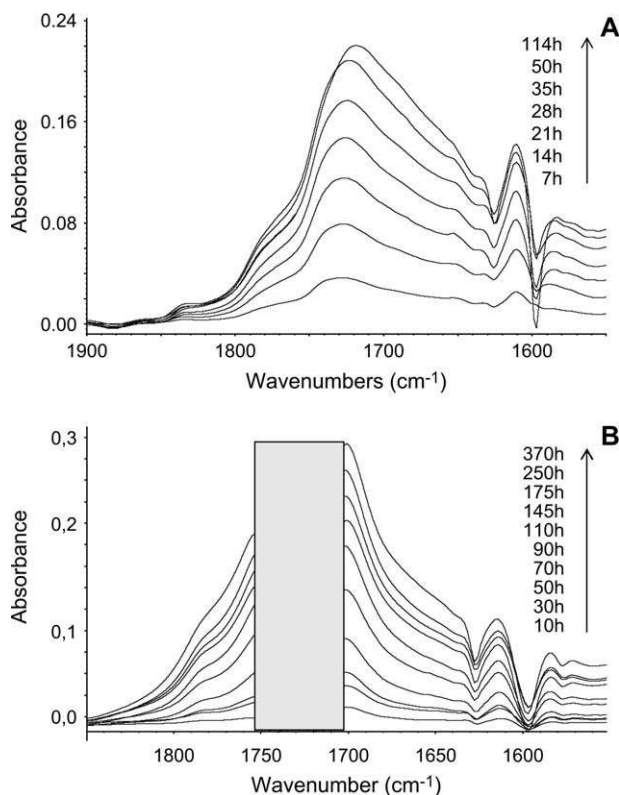 A
0.24
0.16
0.08
0.00
Absorbance
114h
50h
35h
28h
21h
14h
7h
1900
1800
1700
1600
Wavenumbers (cm-1)
B
0,3
0,2
0,1
0,0
Absorbance
370h
250h
175h
145h
110h
90h
70h
50h
30h
10h
1800
1750
1700
1650
1600
Wavenumber (cm-1)